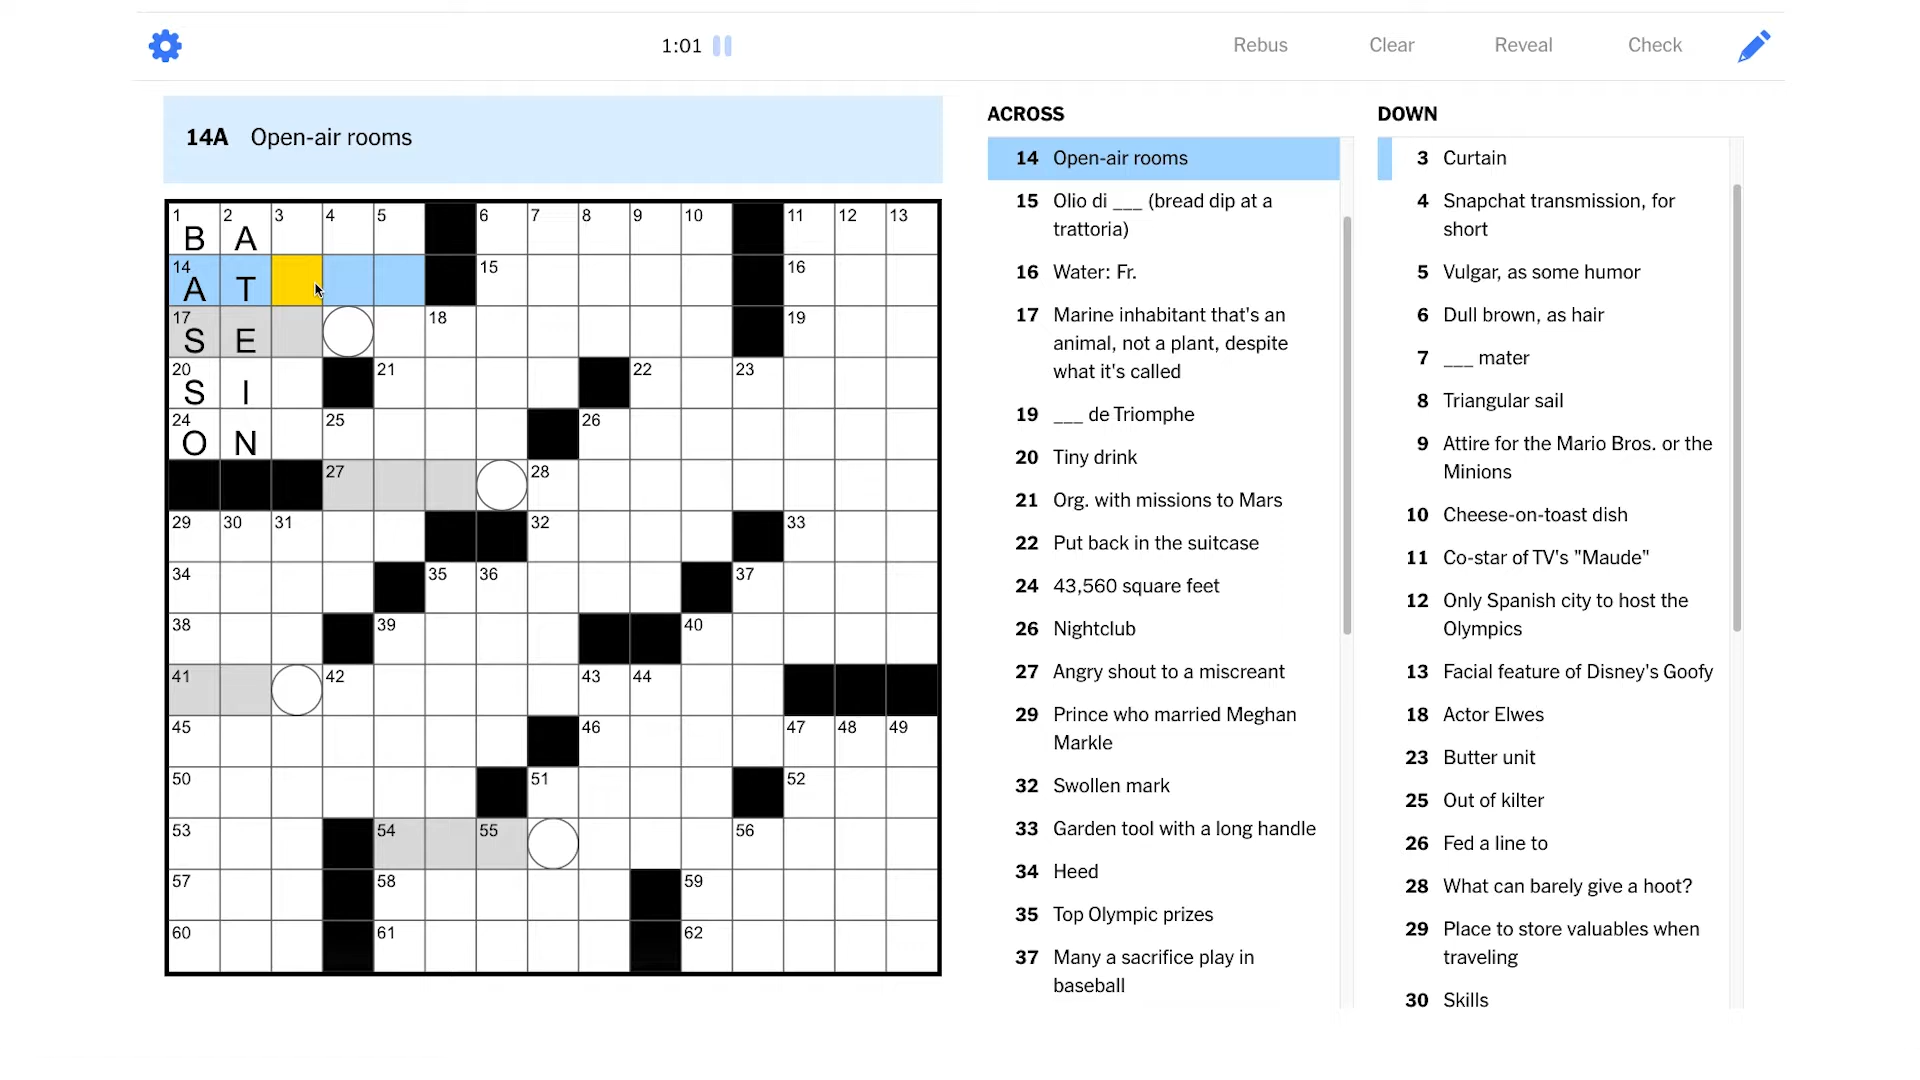 1:01
Rebus
Clear
Reveal
Check
14A Open-air rooms
1 2 3 4 5 6 7 8 9 10 11 12 13
B A
14 15 16
A T
17 18 19
S E
20 21 22 23
S I
24 25 26
O N
27 28
29 30 31 32 33
34 35 36 37
38 39 40
41 42 43 44
45 46 47 48 49
50 51 52
53 54 55 56
57 58 59
60 61 62
ACROSS
14 Open-air rooms
15 Olio di ___ (bread dip at a
trattoria)
16 Water: Fr.
17 Marine inhabitant that's an
animal, not a plant, despite
what it's called
19 ___ de Triomphe
20 Tiny drink
21 Org. with missions to Mars
22 Put back in the suitcase
24 43,560 square feet
26 Nightclub
27 Angry shout to a miscreant
29 Prince who married Meghan
Markle
32 Swollen mark
33 Garden tool with a long handle
34 Heed
35 Top Olympic prizes
37 Many a sacrifice play in
baseball
DOWN
3 Curtain
4 Snapchat transmission, for
short
5 Vulgar, as some humor
6 Dull brown, as hair
7 ___ mater
8 Triangular sail
9 Attire for the Mario Bros. or the
Minions
10 Cheese-on-toast dish
11 Co-star of TV's "Maude"
12 Only Spanish city to host the
Olympics
13 Facial feature of Disney's Goofy
18 Actor Elwes
23 Butter unit
25 Out of kilter
26 Fed a line to
28 What can barely give a hoot?
29 Place to store valuables when
traveling
30 Skills